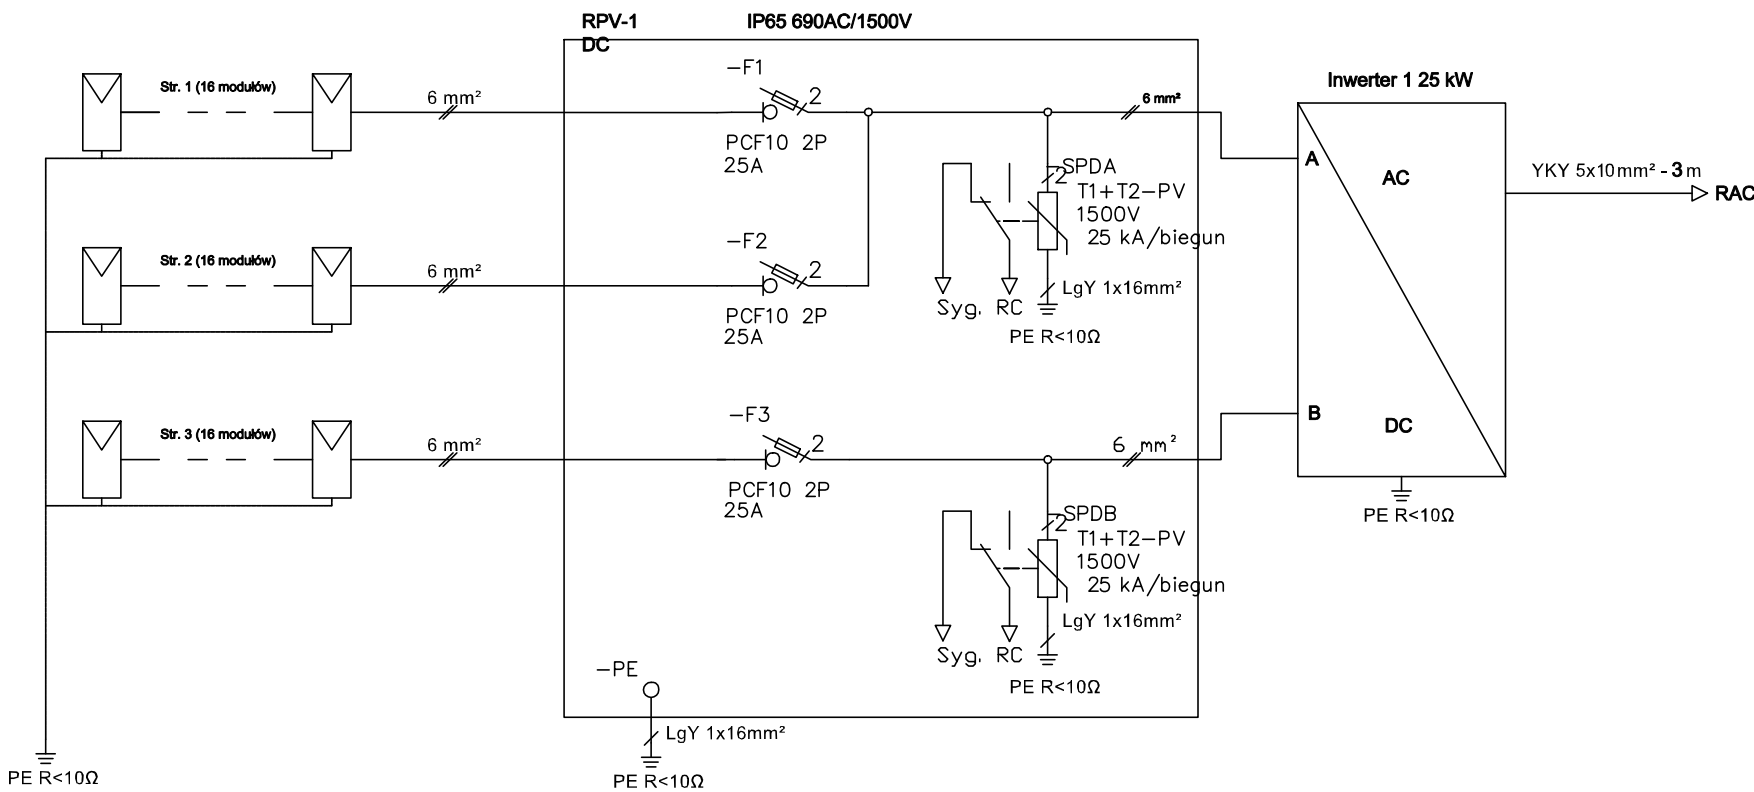 RPV-1 IP65 690AC/1500V
DC
Str. 1 (16 modułów)
6 mm²
-F1
2
PCF10 2P
25A
6 mm²
SPDA
2
T1+T2-PV
1500V
25 kA/biegun
Syg. RC
LgY 1x16mm²
PE R<10Ω
Str. 2 (16 modułów)
6 mm²
-F2
2
PCF10 2P
25A
Str. 3 (16 modułów)
6 mm²
-F3
2
PCF10 2P
25A
6 mm²
SPDB
2
T1+T2-PV
1500V
25 kA/biegun
Syg. RC
LgY 1x16mm²
PE R<10Ω
-PE
LgY 1x16mm²
PE R<10Ω
PE R<10Ω
Inwerter 1 25 kW
A
AC
B
DC
PE R<10Ω
YKY 5x10mm² - 3 m
RAC